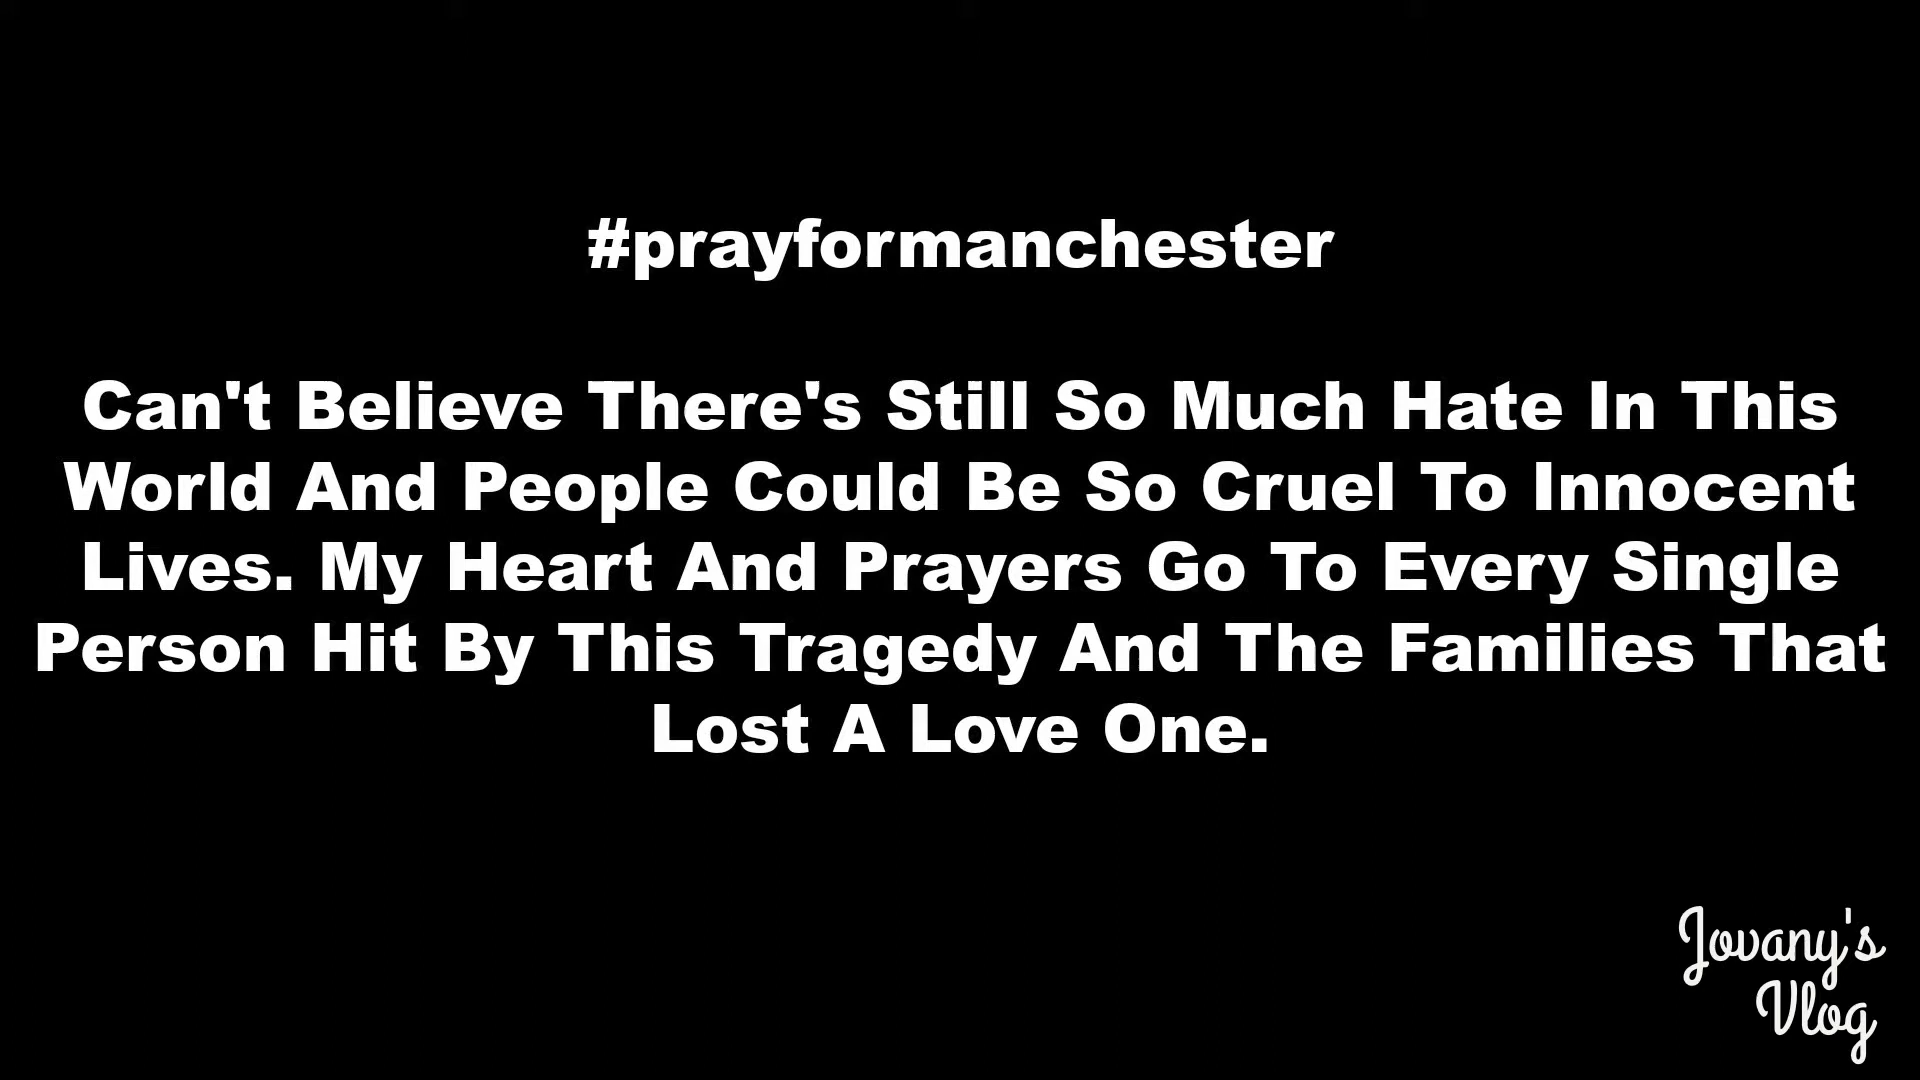 #prayformanchester
Can't Believe There's Still So Much Hate In This
World And People Could Be So Cruel To Innocent
Lives. My Heart And Prayers Go To Every Single
Person Hit By This Tragedy And The Families That
Lost A Love One.
Jovany's
Vlog